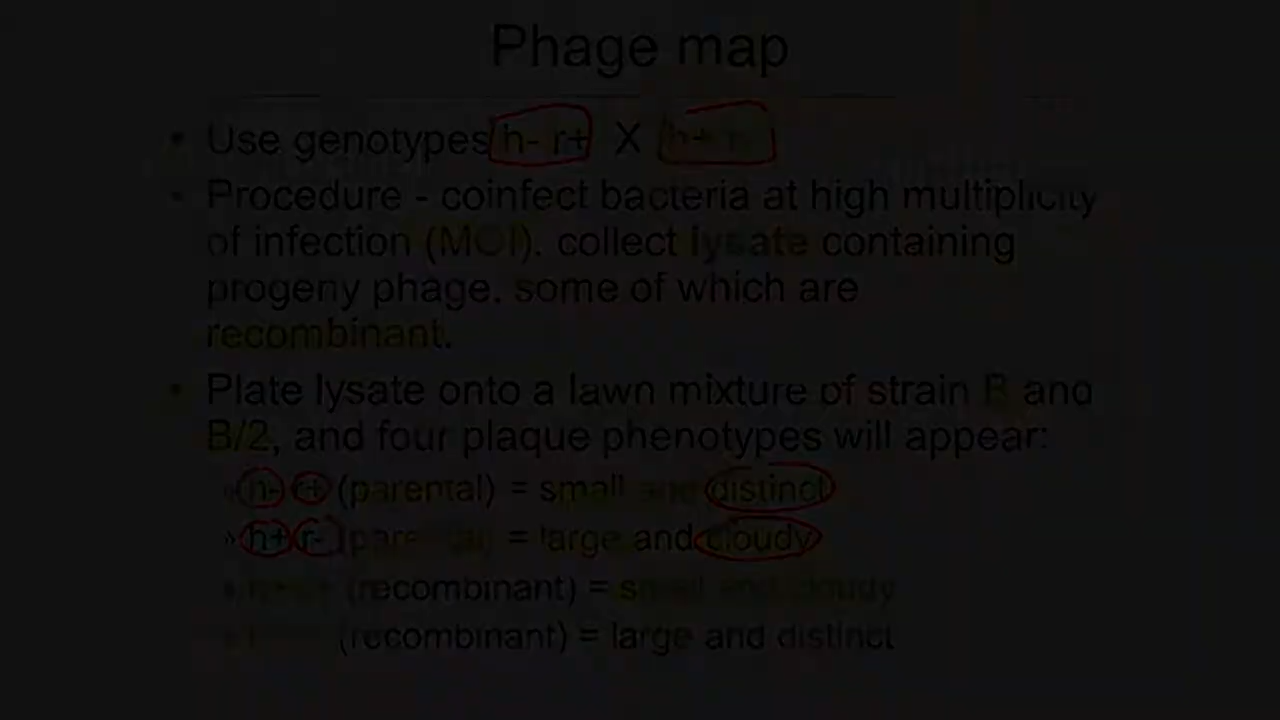 Phage map
• Use genotypes h- r+ X h+ r-
• Procedure - coinfect bacteria at high multiplicity
of infection (MOI), collect lysate containing
progeny phage, some of which are
recombinant.
• Plate lysate onto a lawn mixture of strain B and
B/2, and four plaque phenotypes will appear:
» h- r+ (parental) = small and distinct
» h+ r- (parental) = large and cloudy
» (recombinant) = small and cloudy
» (recombinant) = large and distinct